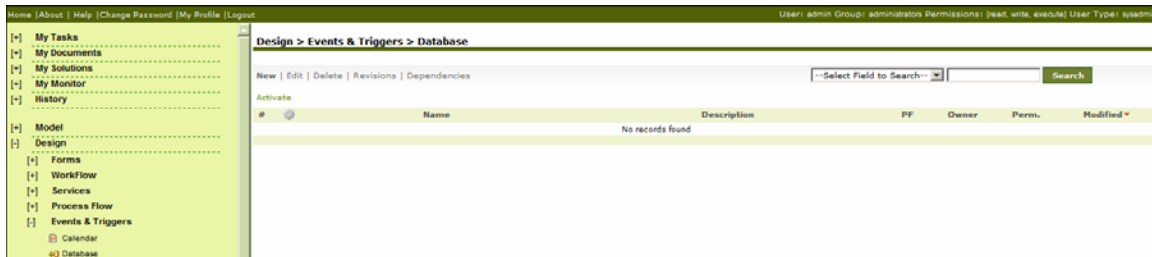 Home |About | Help |Change Password |My Profile |Logout
User: admin Group: administrators Permissions: [read, write, execute] User Type: sysadmi
[+] My Tasks
[+] My Documents
[+] My Solutions
[+] My Monitor
[+] History
[+] Model
[-] Design
[+] Forms
[+] WorkFlow
[+] Services
[+] Process Flow
[-] Events & Triggers
Calendar
Database
Design > Events & Triggers > Database
New | Edit | Delete | Revisions | Dependencies
--Select Field to Search-- Search
Activate
# Name Description PF Owner Perm. Modified
No records found